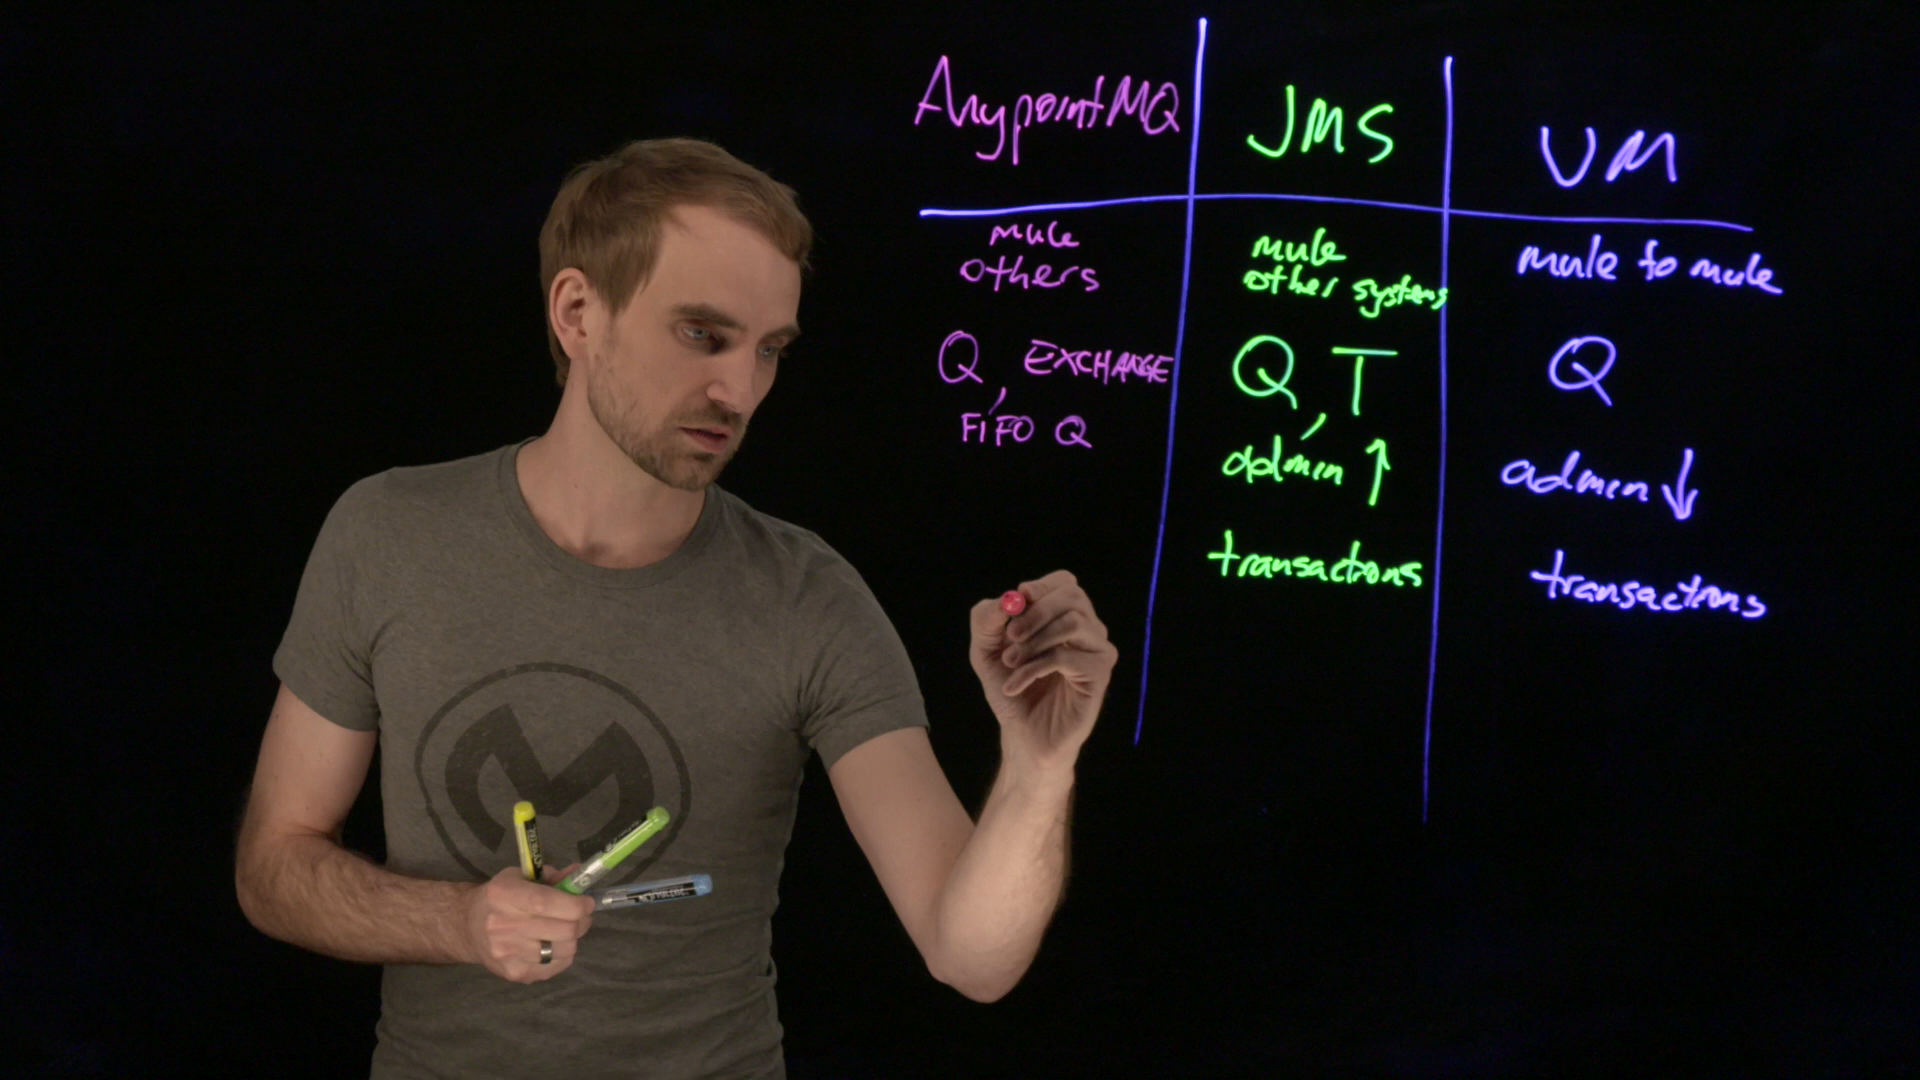 AnypointMQ
mule
others
Q, EXCHANGE
FIFO Q
JMS
mule
other systems
Q, T
admin ↑
transactions
VM
mule to mule
Q
admin ↓
transactions